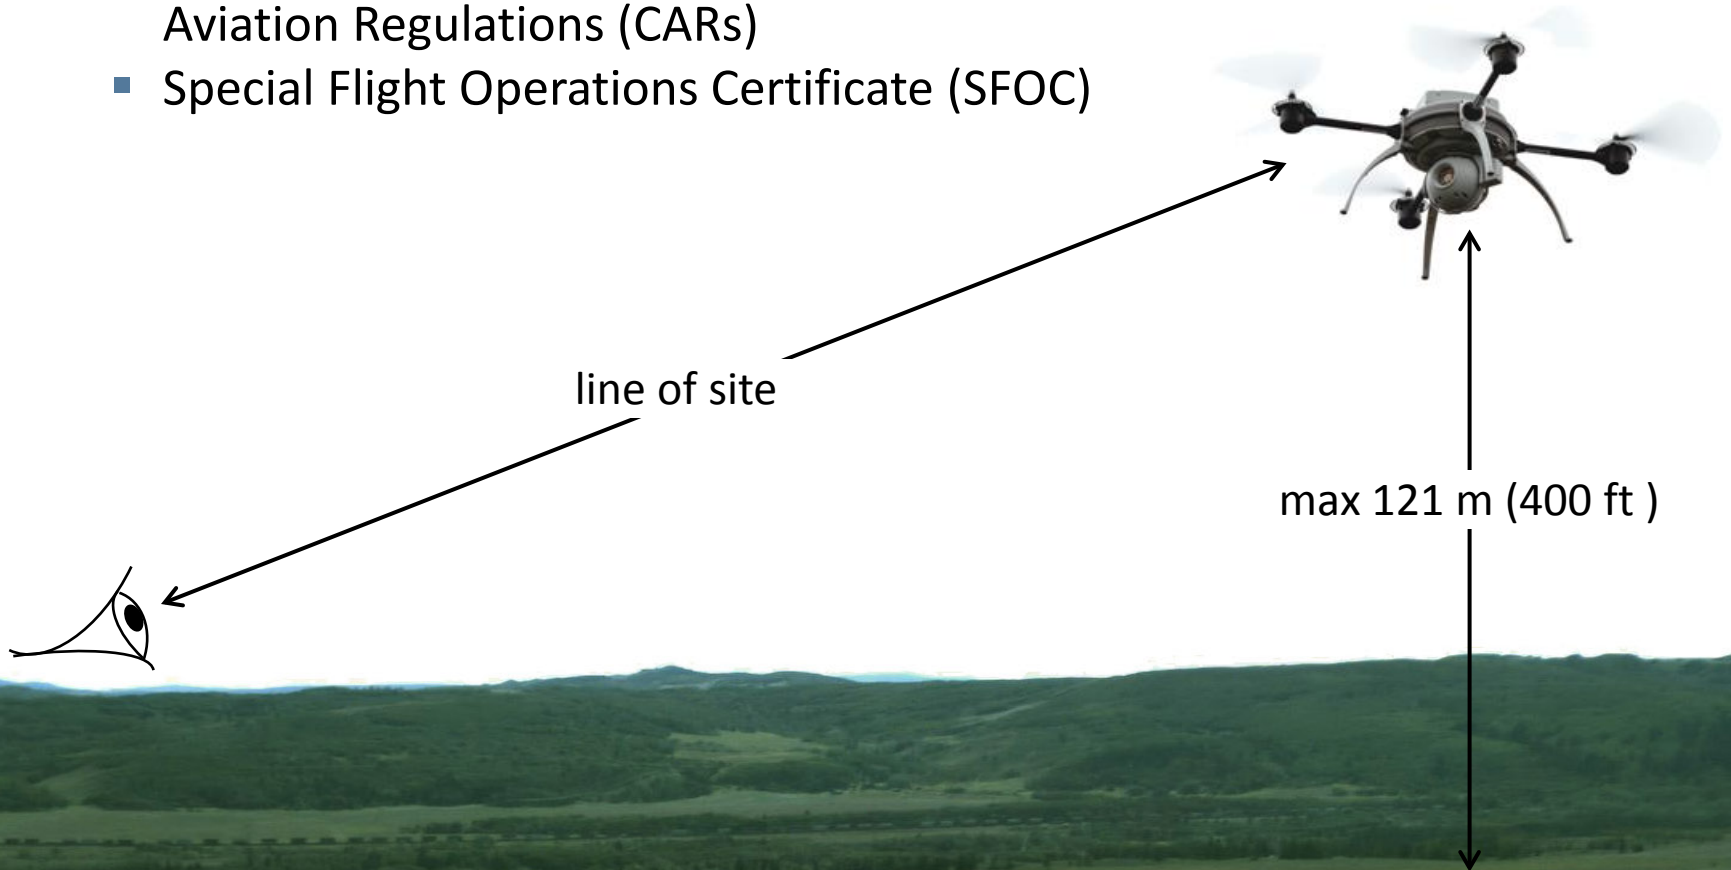 Aviation Regulations (CARs)
▪ Special Flight Operations Certificate (SFOC)
line of site
max 121 m (400 ft )